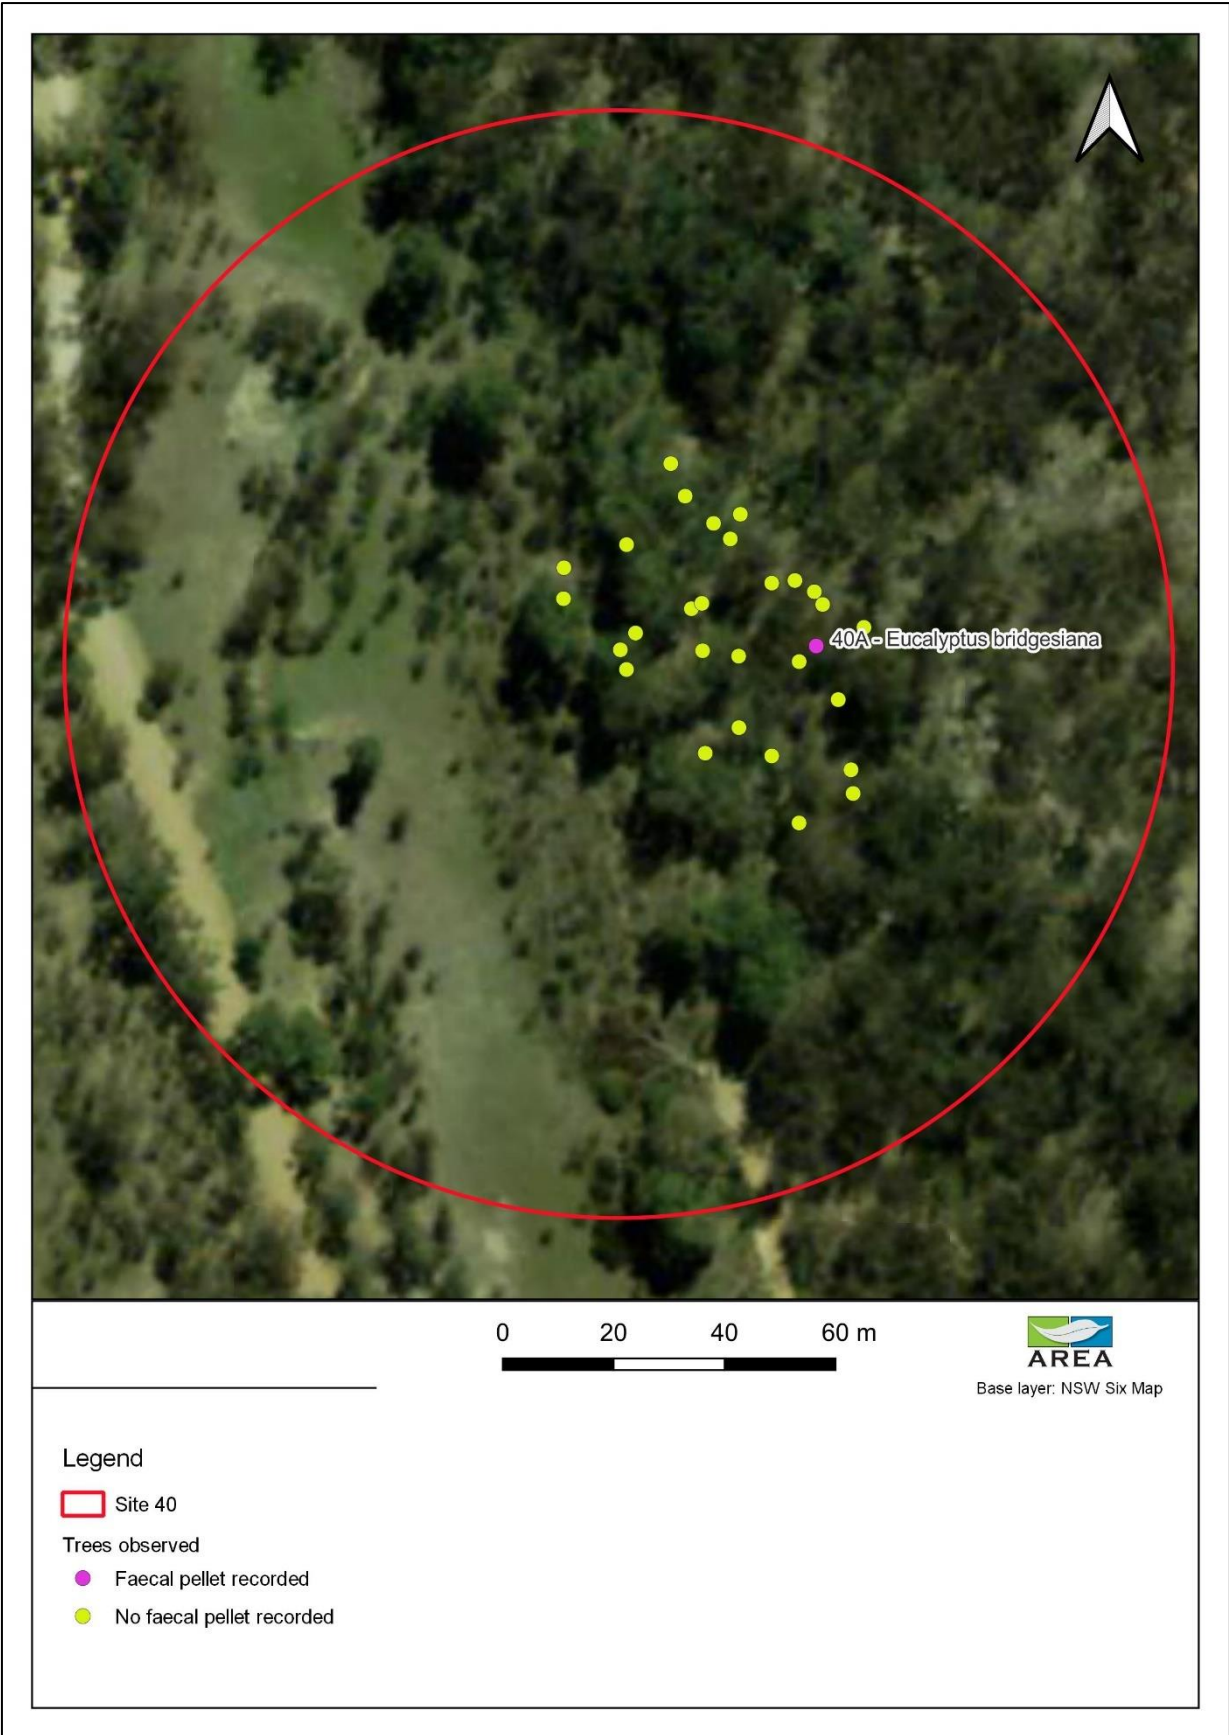 40A - Eucalyptus bridgesiana
0 20 40 60 m
AREA
Base layer: NSW Six Map
Legend
Site 40
Trees observed
Faecal pellet recorded
No faecal pellet recorded